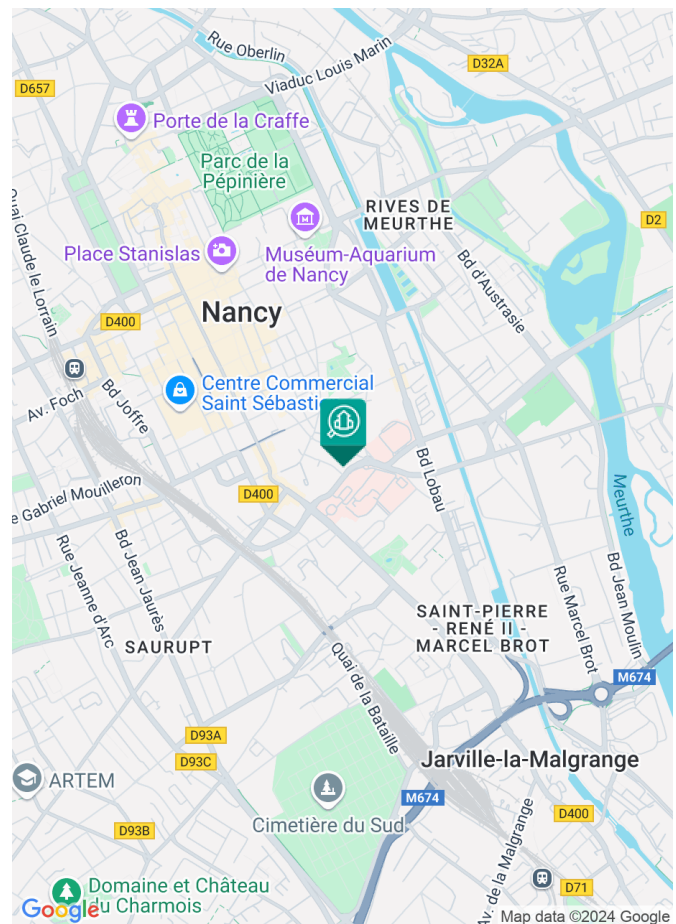 Rue Oberlin
Viaduc Louis Marin
D32A
D657
Porte de la Craffe
Parc de la
Pépinière
RIVES DE
MEURTHE
D2
Quai Claude le Lorrain
Place Stanislas
Muséum-Aquarium
de Nancy
Bd d'Austrasie
Nancy
D400
Av. Foch
Bd Joffre
Centre Commercial
Saint Sébasti
Bd Lobau
Meurthe
e Gabriel Mouilleron
D400
Rue Jeanne d'Arc
Bd Jean Jaurès
Rue Marcel Brot
Bd Jean Moulin
SAINT-PIERRE
- RENÉ II -
MARCEL BROT
SAURUPT
Quai de la Bataille
M674
D93A
D93C
Jarville-la-Malgrange
ARTEM
M674
D400
Cimetière du Sud
D93B
Av. de la Malgrange
D71
Domaine et Château
du Charmois
Google
Map data ©2024 Google